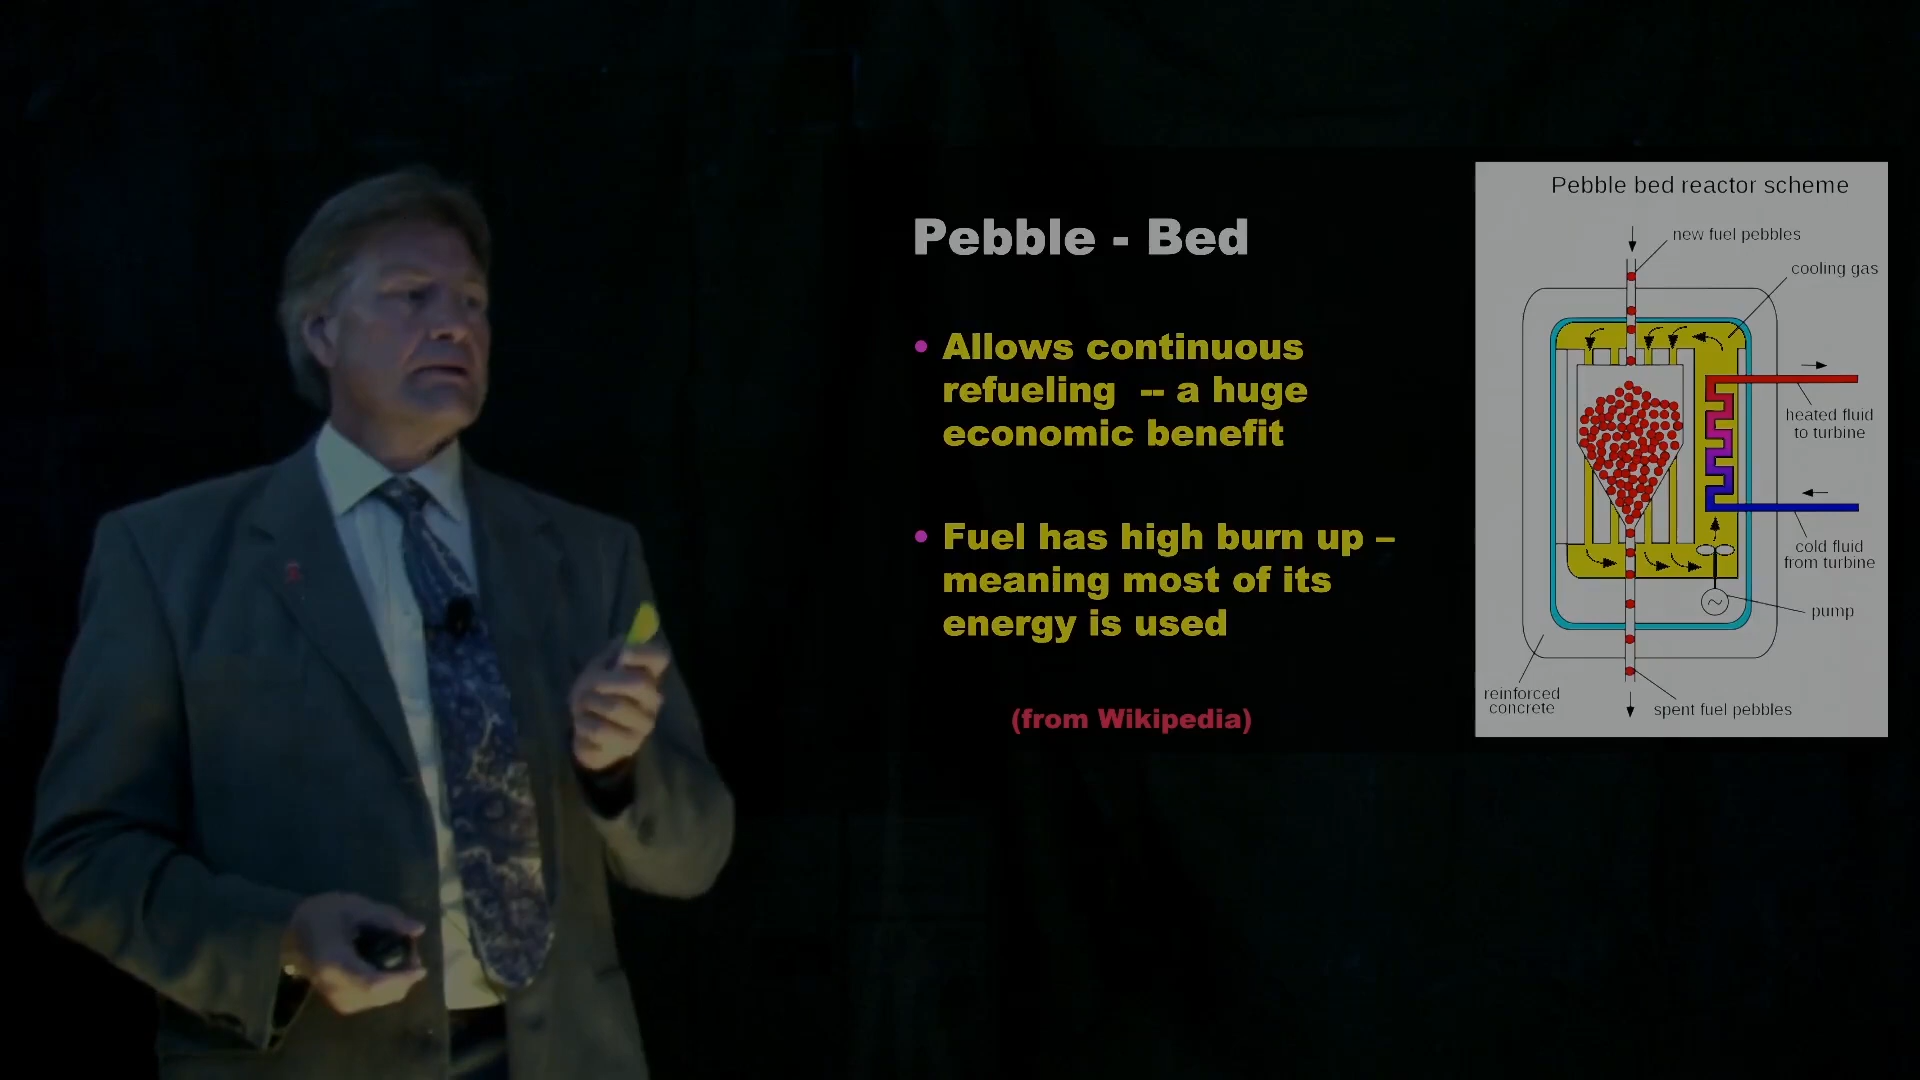 Pebble - Bed
• Allows continuous
refueling -- a huge
economic benefit
• Fuel has high burn up –
meaning most of its
energy is used
(from Wikipedia)
Pebble bed reactor scheme
new fuel pebbles
cooling gas
heated fluid
to turbine
cold fluid
from turbine
pump
reinforced
concrete
spent fuel pebbles